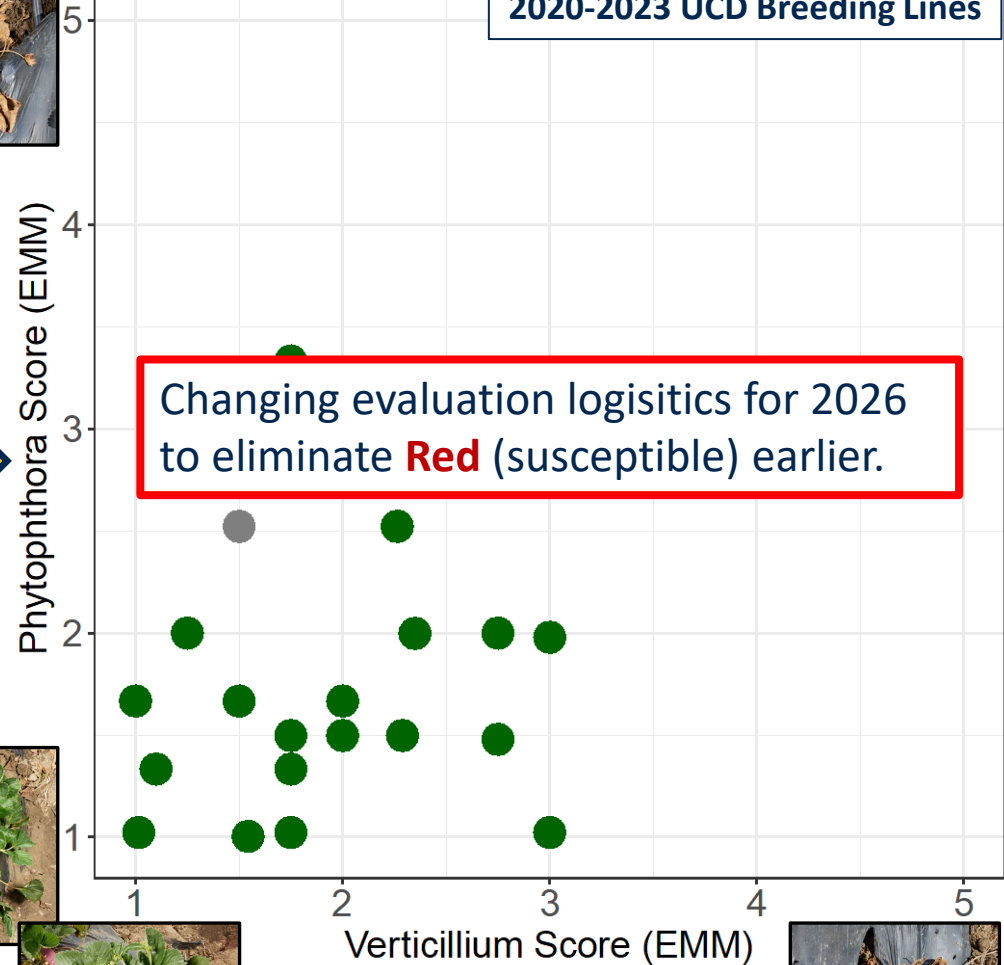 2020-2023 UCD Breeding Lines
5
4
3
2
1
Phytophthora Score (EMM)
Changing evaluation logisitics for 2026
to eliminate Red (susceptible) earlier.
1 2 3 4 5
Verticillium Score (EMM)